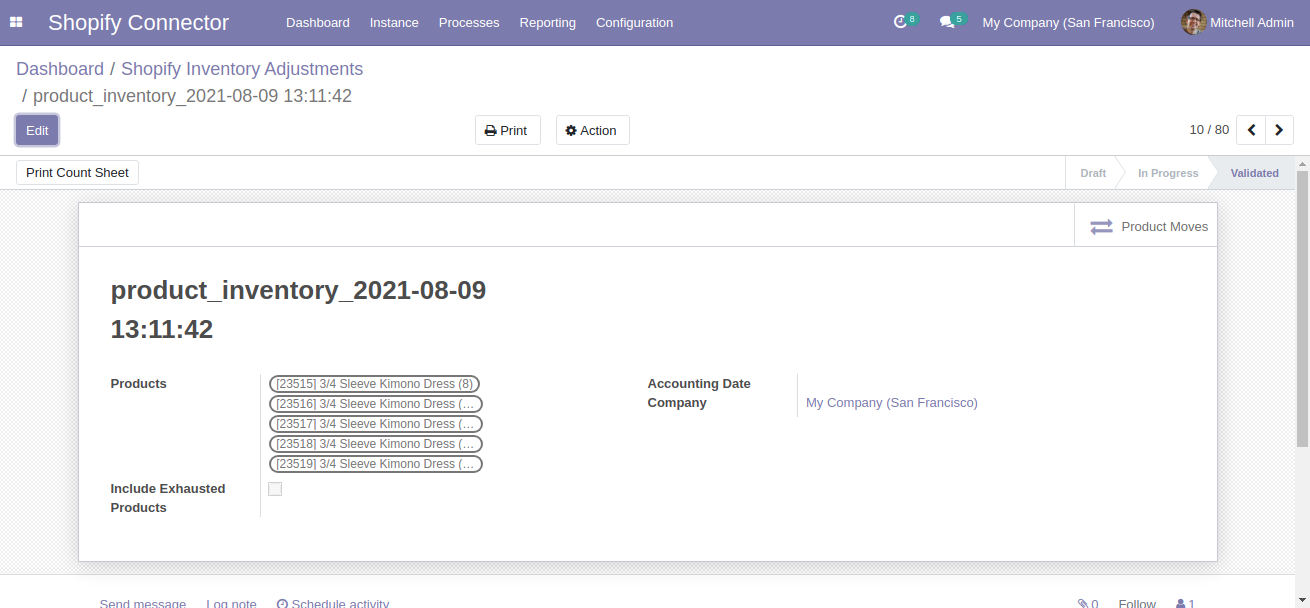 Shopify Connector Dashboard Instance Processes Reporting Configuration 8 5 My Company (San Francisco) Mitchell Admin
Dashboard / Shopify Inventory Adjustments
/ product_inventory_2021-08-09 13:11:42
Edit Print Action 10 / 80
Print Count Sheet Draft In Progress Validated
Product Moves
product_inventory_2021-08-09
13:11:42
Products [23515] 3/4 Sleeve Kimono Dress (8) Accounting Date
[23516] 3/4 Sleeve Kimono Dress (… Company My Company (San Francisco)
[23517] 3/4 Sleeve Kimono Dress (…
[23518] 3/4 Sleeve Kimono Dress (…
[23519] 3/4 Sleeve Kimono Dress (…
Include Exhausted
Products
Send message Log note Schedule activity 0 Follow 1